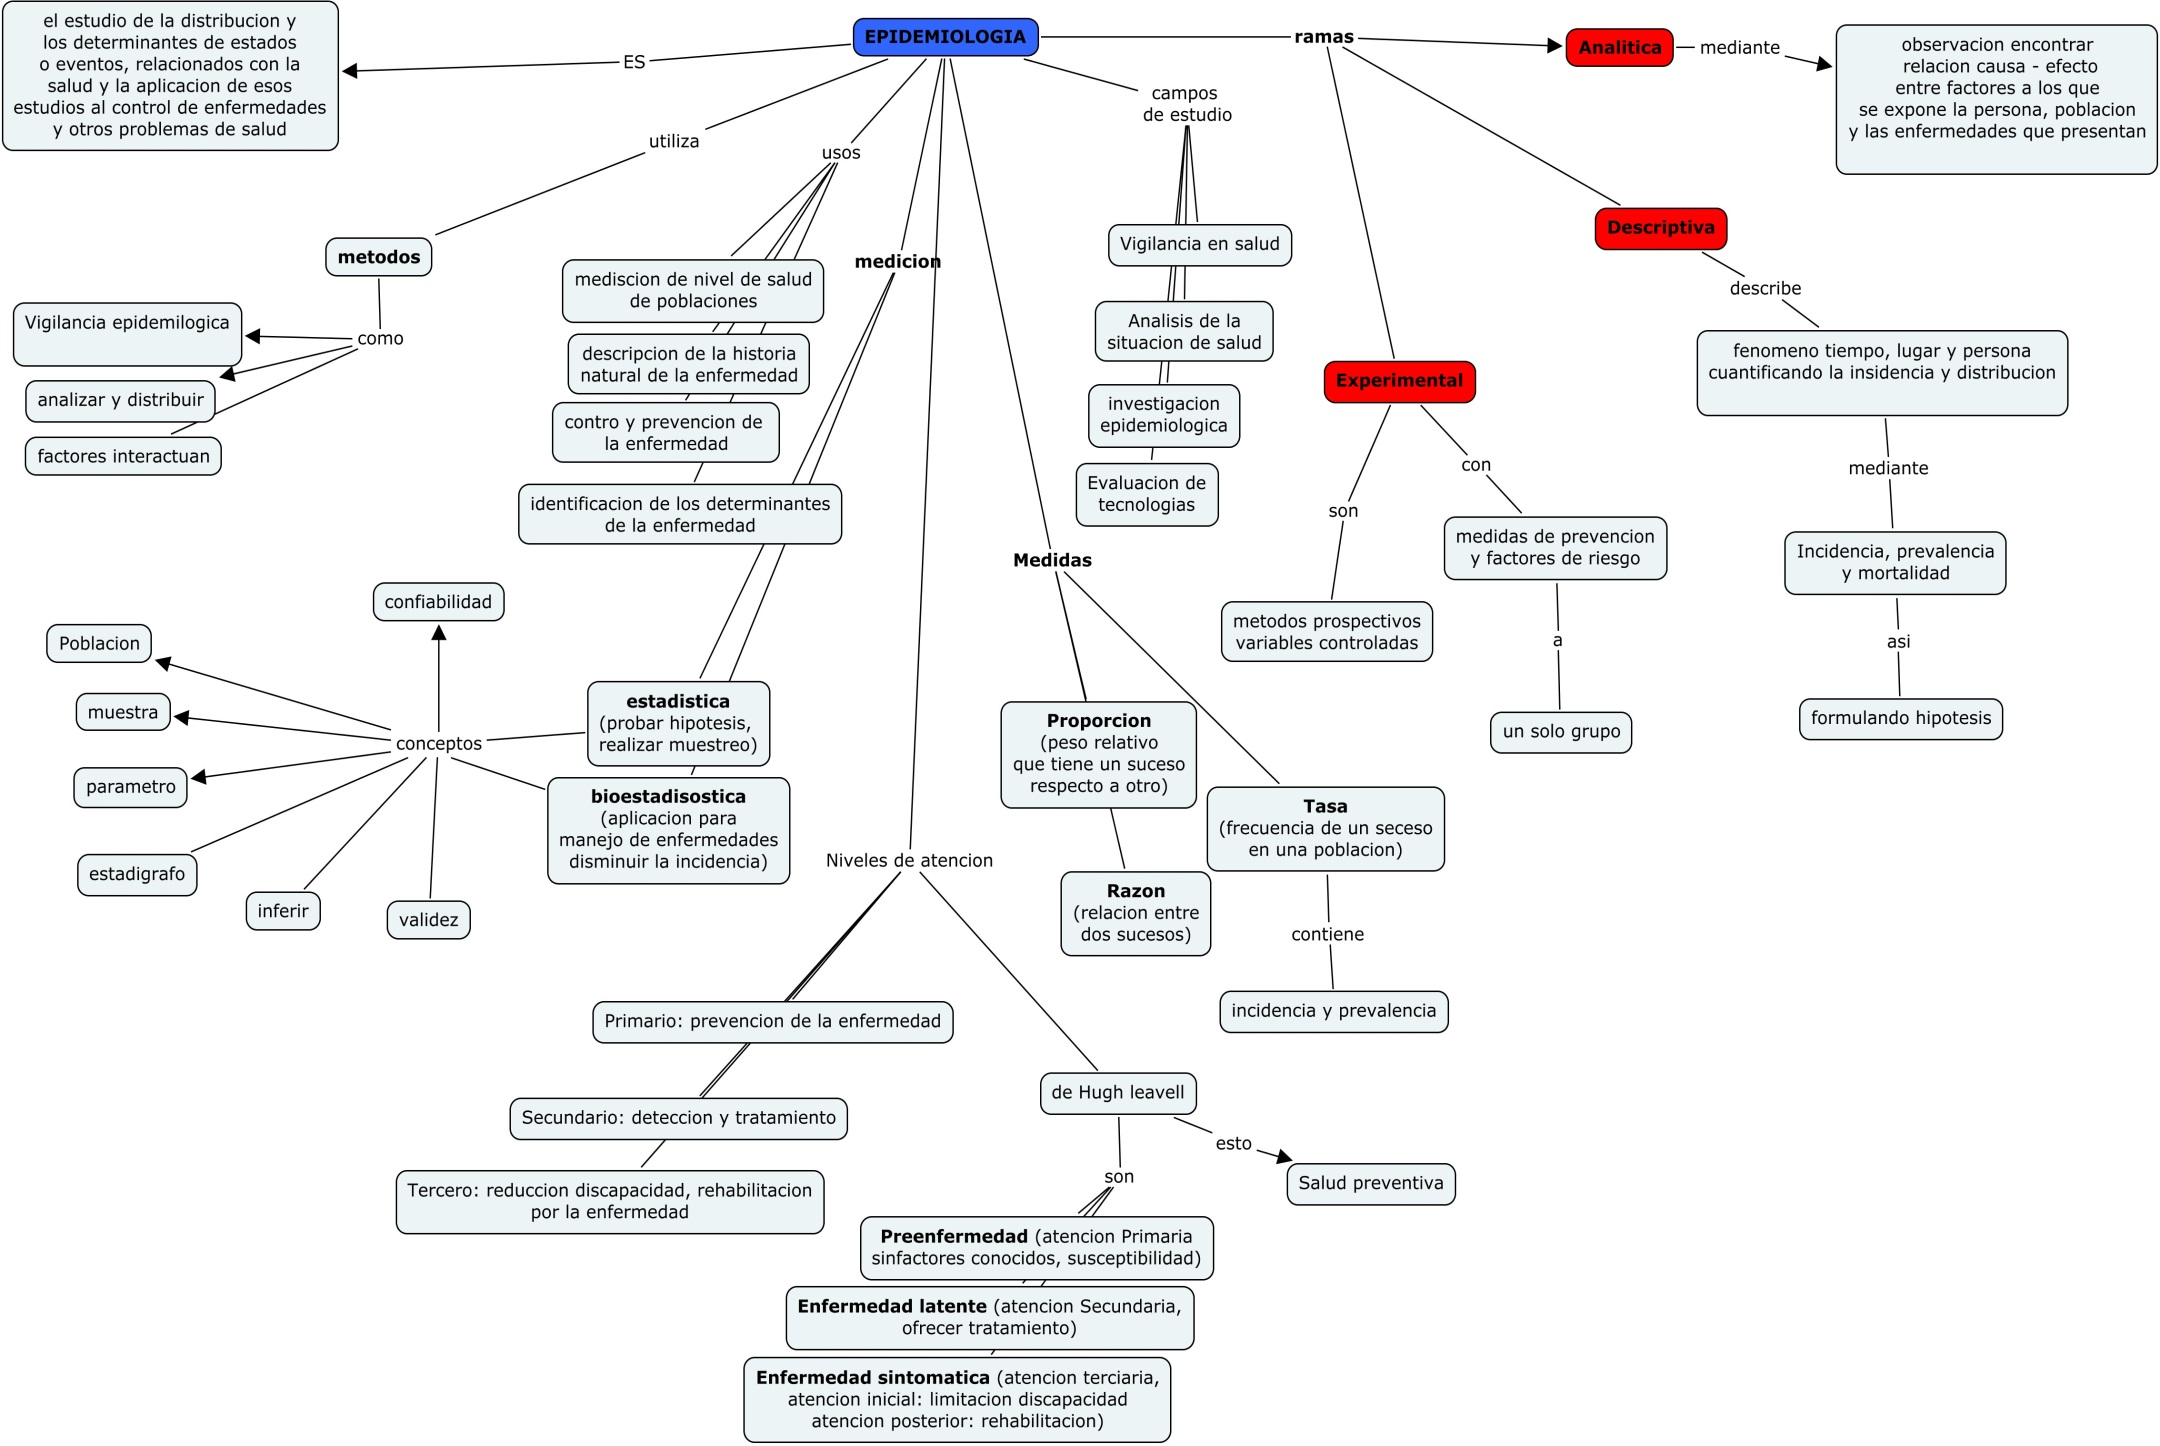 el estudio de la distribucion y
los determinantes de estados
o eventos, relacionados con la
salud y la aplicacion de esos
estudios al control de enfermedades
y otros problemas de salud
ES
EPIDEMIOLOGIA
ramas
Analitica
mediante
observacion encontrar
relacion causa - efecto
entre factores a los que
se expone la persona, poblacion
y las enfermedades que presentan
utiliza
metodos
como
Vigilancia epidemilogica
analizar y distribuir
factores interactuan
usos
mediscion de nivel de salud
de poblaciones
descripcion de la historia
natural de la enfermedad
contro y prevencion de
la enfermedad
identificacion de los determinantes
de la enfermedad
medicion
campos
de estudio
Vigilancia en salud
Analisis de la
situacion de salud
investigacion
epidemiologica
Evaluacion de
tecnologias
Descriptiva
describe
fenomeno tiempo, lugar y persona
cuantificando la insidencia y distribucion
mediante
Incidencia, prevalencia
y mortalidad
asi
formulando hipotesis
Experimental
son
metodos prospectivos
variables controladas
con
medidas de prevencion
y factores de riesgo
a
un solo grupo
confiabilidad
Poblacion
muestra
conceptos
parametro
estadigrafo
inferir
validez
estadistica
(probar hipotesis,
realizar muestreo)
bioestadisostica
(aplicacion para
manejo de enfermedades
disminuir la incidencia)
Medidas
Proporcion
(peso relativo
que tiene un suceso
respecto a otro)
Razon
(relacion entre
dos sucesos)
Tasa
(frecuencia de un seceso
en una poblacion)
contiene
incidencia y prevalencia
Niveles de atencion
Primario: prevencion de la enfermedad
Secundario: deteccion y tratamiento
Tercero: reduccion discapacidad, rehabilitacion
por la enfermedad
de Hugh leavell
esto
Salud preventiva
son
Preenfermedad (atencion Primaria
sinfactores conocidos, susceptibilidad)
Enfermedad latente (atencion Secundaria,
ofrecer tratamiento)
Enfermedad sintomatica (atencion terciaria,
atencion inicial: limitacion discapacidad
atencion posterior: rehabilitacion)